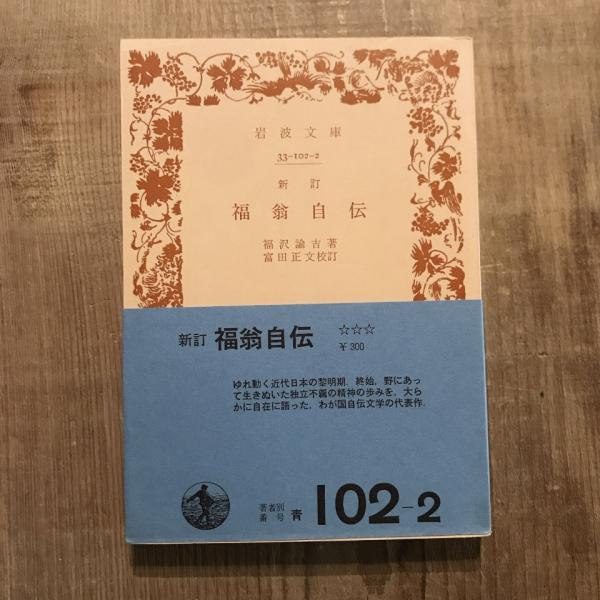 岩波文庫
33-102-2
新訂
福翁自伝
福沢諭吉著
富田正文校訂
新訂 福翁自伝 ☆☆☆
¥300
ゆれ動く近代日本の黎明期，終始，野にあっ
て生きぬいた独立不羈の精神の歩みを，大ら
かに自在に語った，わが国自伝文学の代表作．
著者別
番号 青 102-2